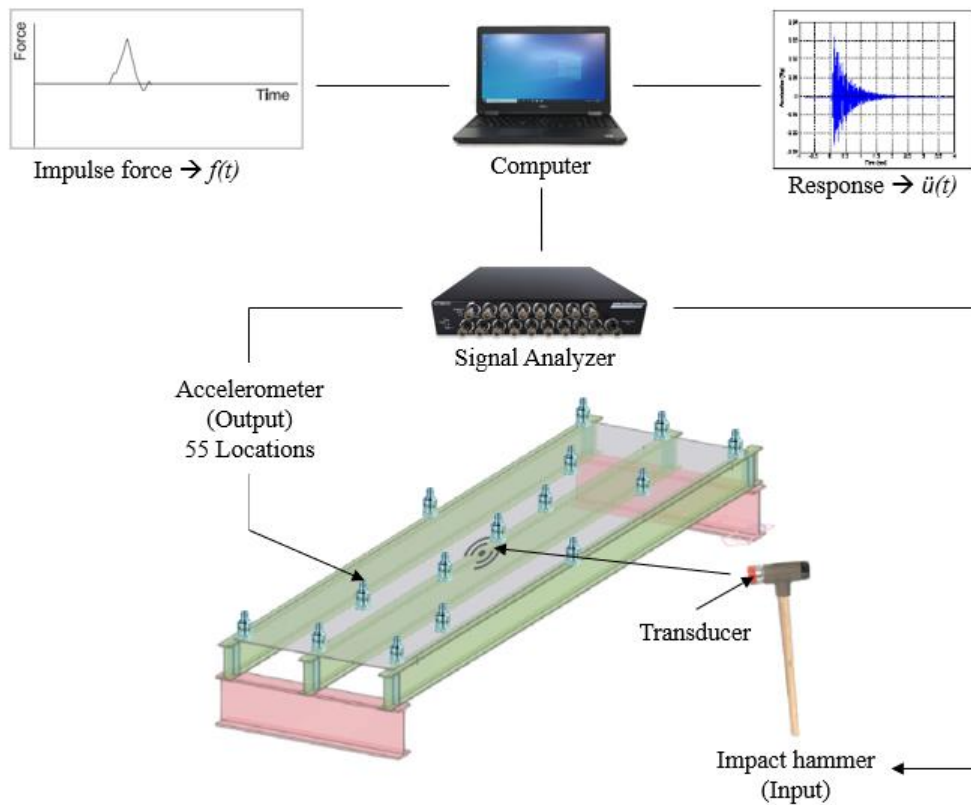 Force
Time
Impulse force → f(t)
Computer
Response → ü(t)
Signal Analyzer
Accelerometer
(Output)
55 Locations
Transducer
Impact hammer
(Input)